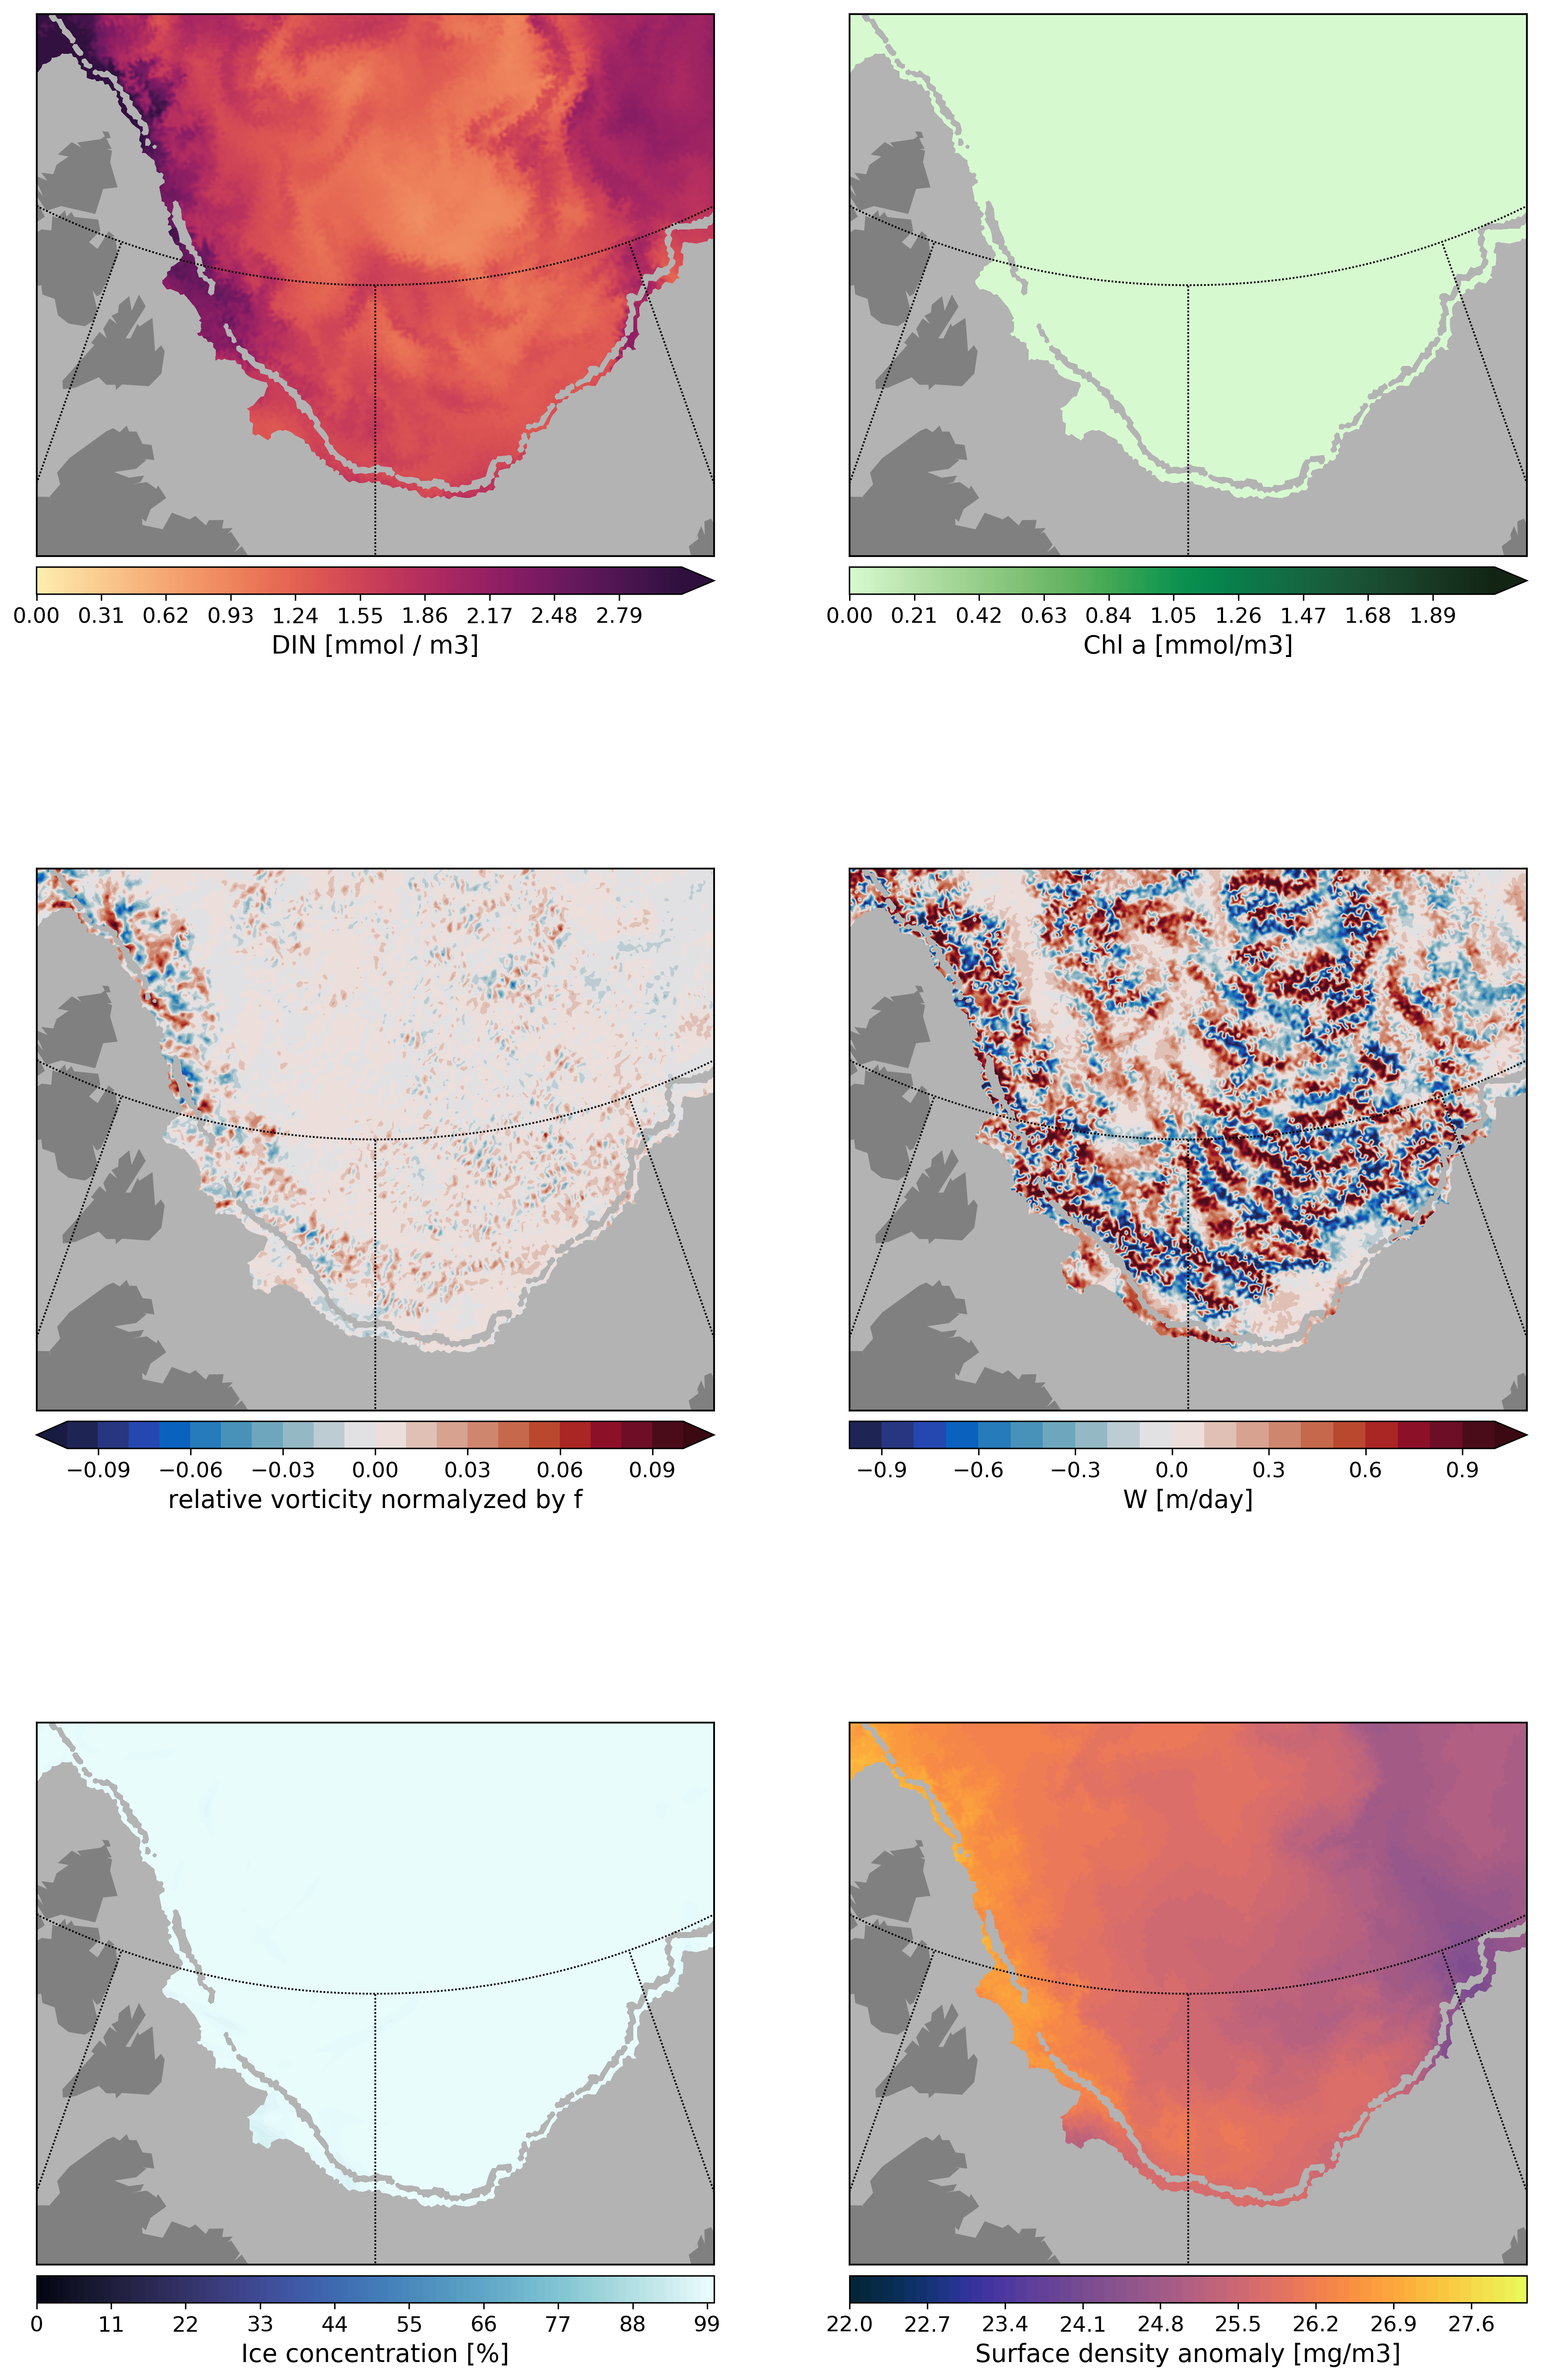 0.00 0.31 0.62 0.93 1.24 1.55 1.86 2.17 2.48 2.79
DIN [mmol / m3]
0.00 0.21 0.42 0.63 0.84 1.05 1.26 1.47 1.68 1.89
Chl a [mmol/m3]
−0.09 −0.06 −0.03 0.00 0.03 0.06 0.09
relative vorticity normalyzed by f
−0.9 −0.6 −0.3 0.0 0.3 0.6 0.9
W [m/day]
0 11 22 33 44 55 66 77 88 99
Ice concentration [%]
22.0 22.7 23.4 24.1 24.8 25.5 26.2 26.9 27.6
Surface density anomaly [mg/m3]